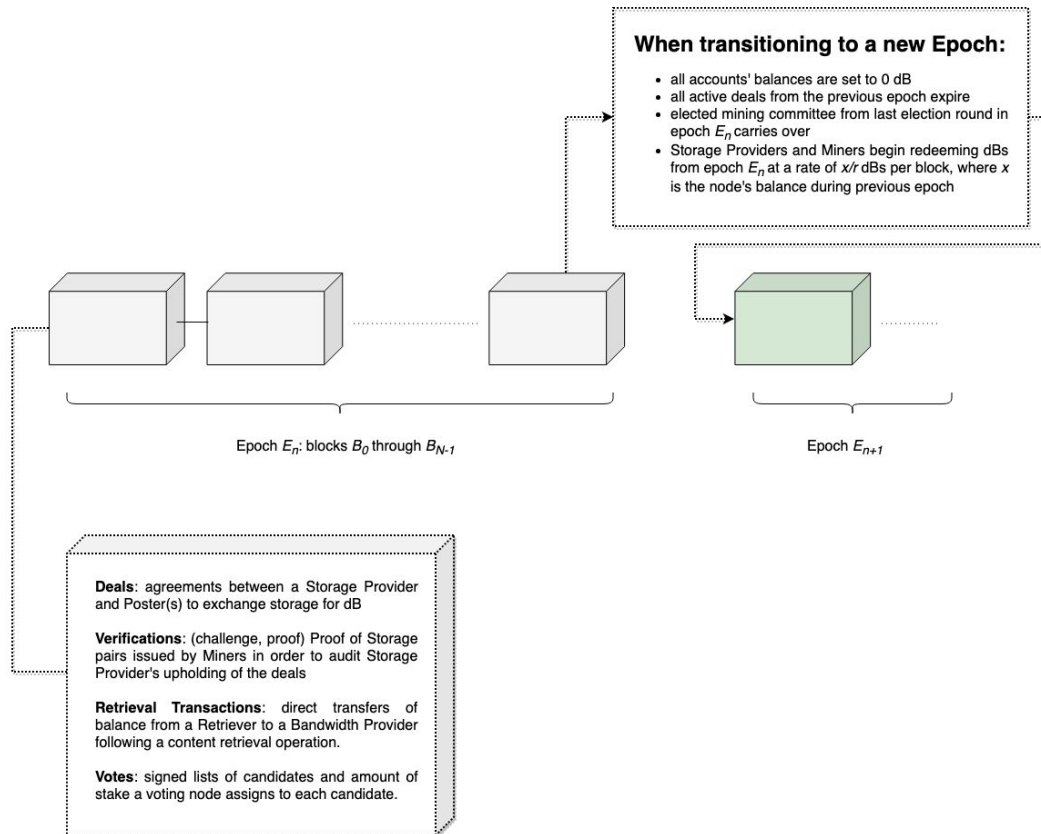 When transitioning to a new Epoch:
• all accounts' balances are set to 0 dB
• all active deals from the previous epoch expire
• elected mining committee from last election round in
epoch Eₙ carries over
• Storage Providers and Miners begin redeeming dBs
from epoch Eₙ at a rate of x/r dBs per block, where x
is the node's balance during previous epoch
Epoch Eₙ: blocks B₀ through B_N-1
Epoch Eₙ₊₁
Deals: agreements between a Storage Provider
and Poster(s) to exchange storage for dB
Verifications: (challenge, proof) Proof of Storage
pairs issued by Miners in order to audit Storage
Provider's upholding of the deals
Retrieval Transactions: direct transfers of
balance from a Retriever to a Bandwidth Provider
following a content retrieval operation.
Votes: signed lists of candidates and amount of
stake a voting node assigns to each candidate.